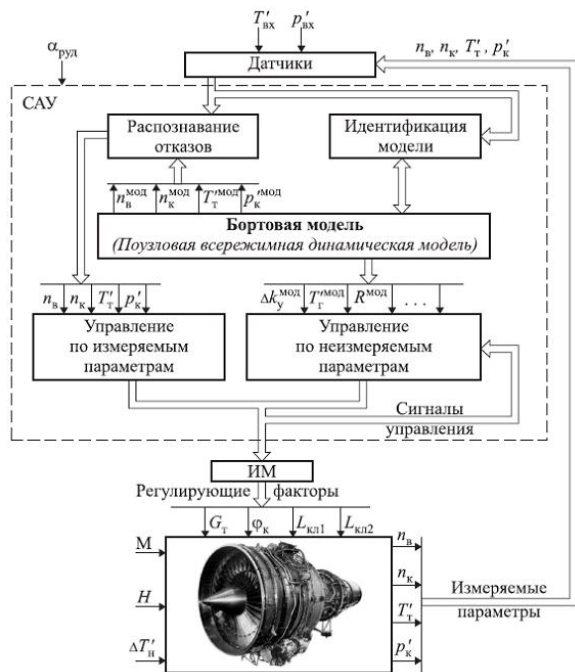 T′вх p′вх
αруд
nв, nк, T′т, p′к
Датчики
САУ
Распознавание
отказов
Идентификация
модели
nвмод nкмод T′тмод p′кмод
Бортовая модель
(Поузловая всережимная динамическая модель)
nв nк T′т p′к
Δkумод T′гмод Rмод . . .
Управление
по измеряемым
параметрам
Управление
по неизмеряемым
параметрам
Сигналы
управления
ИМ
Регулирующие факторы
Gт φк Lкл1 Lкл2
M
H
ΔT′н
nв
nк
T′т
p′к
Измеряемые
параметры